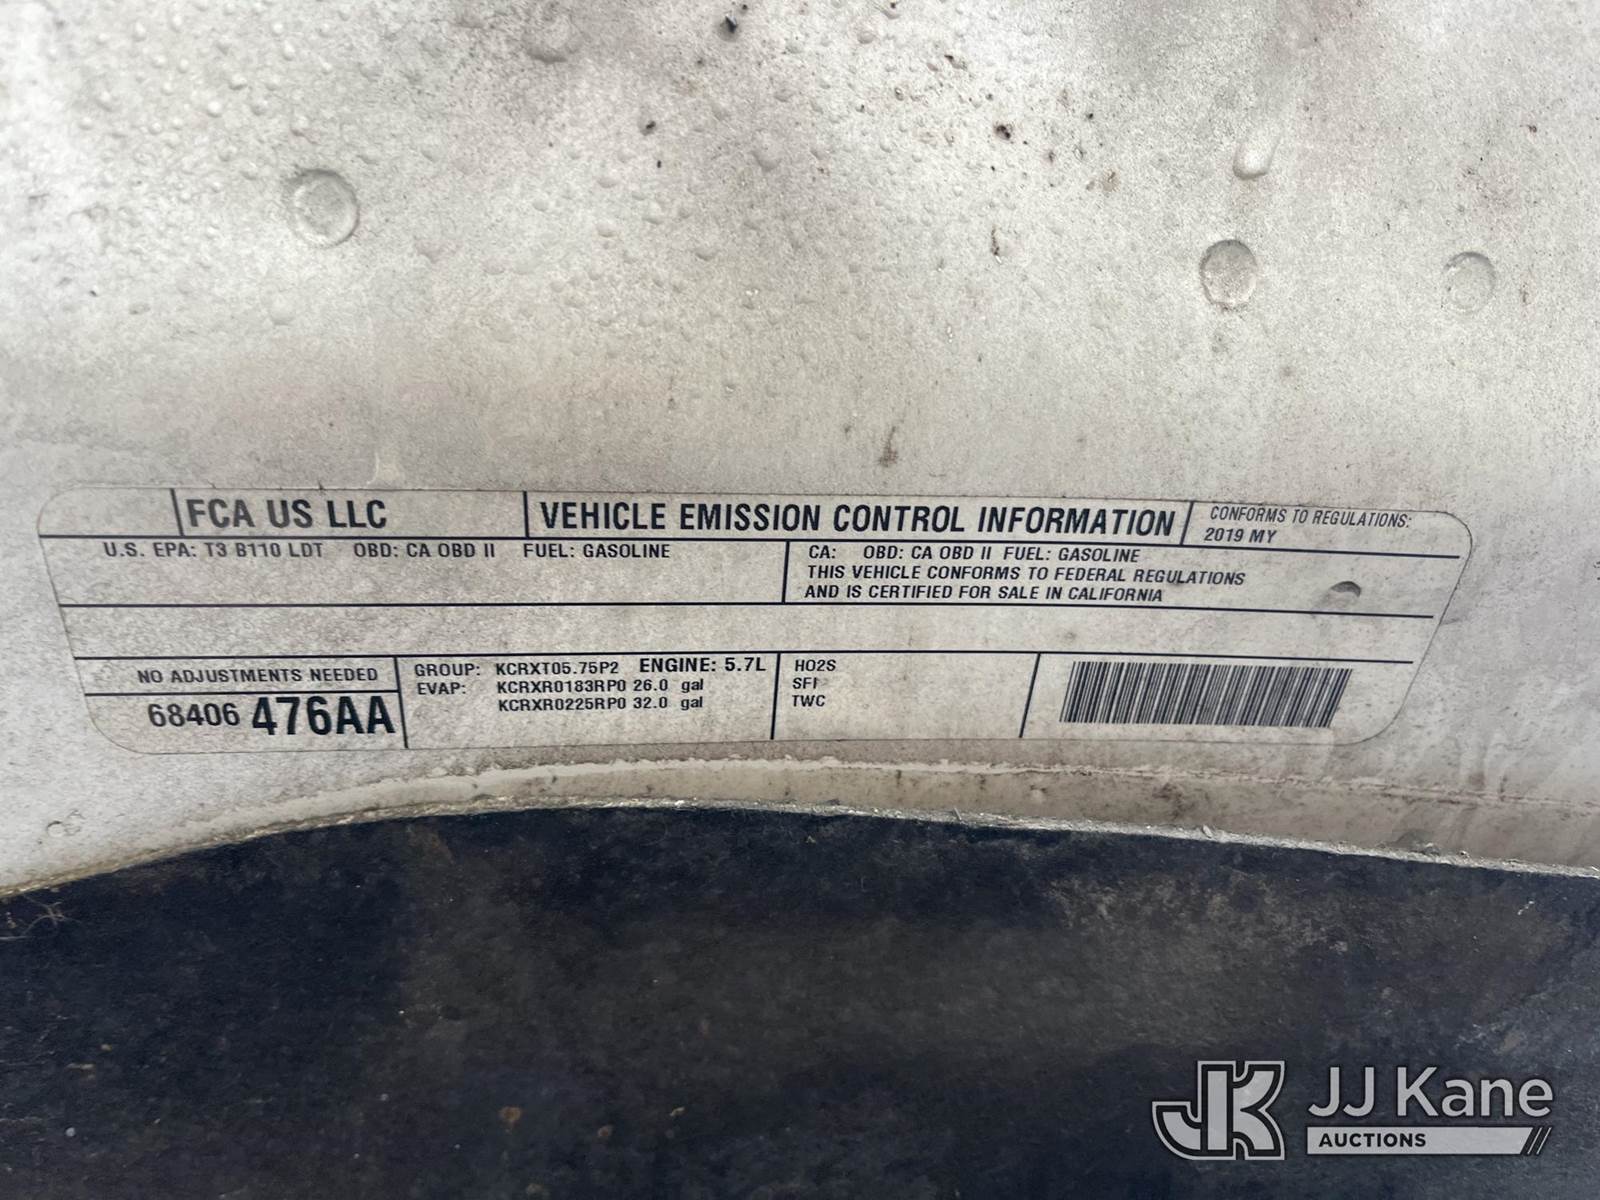 FCA US LLC
VEHICLE EMISSION CONTROL INFORMATION
CONFORMS TO REGULATIONS:
2019 MY
U.S. EPA: T3 B110 LDT OBD: CA OBD II FUEL: GASOLINE
CA: OBD: CA OBD II FUEL: GASOLINE
THIS VEHICLE CONFORMS TO FEDERAL REGULATIONS
AND IS CERTIFIED FOR SALE IN CALIFORNIA
NO ADJUSTMENTS NEEDED
68406 476AA
GROUP: KCRXT05.75P2 ENGINE: 5.7L
EVAP: KCRXR0183RP0 26.0 gal
KCRXR0225RP0 32.0 gal
HO2S
SFI
TWC
JK
JJ Kane
AUCTIONS